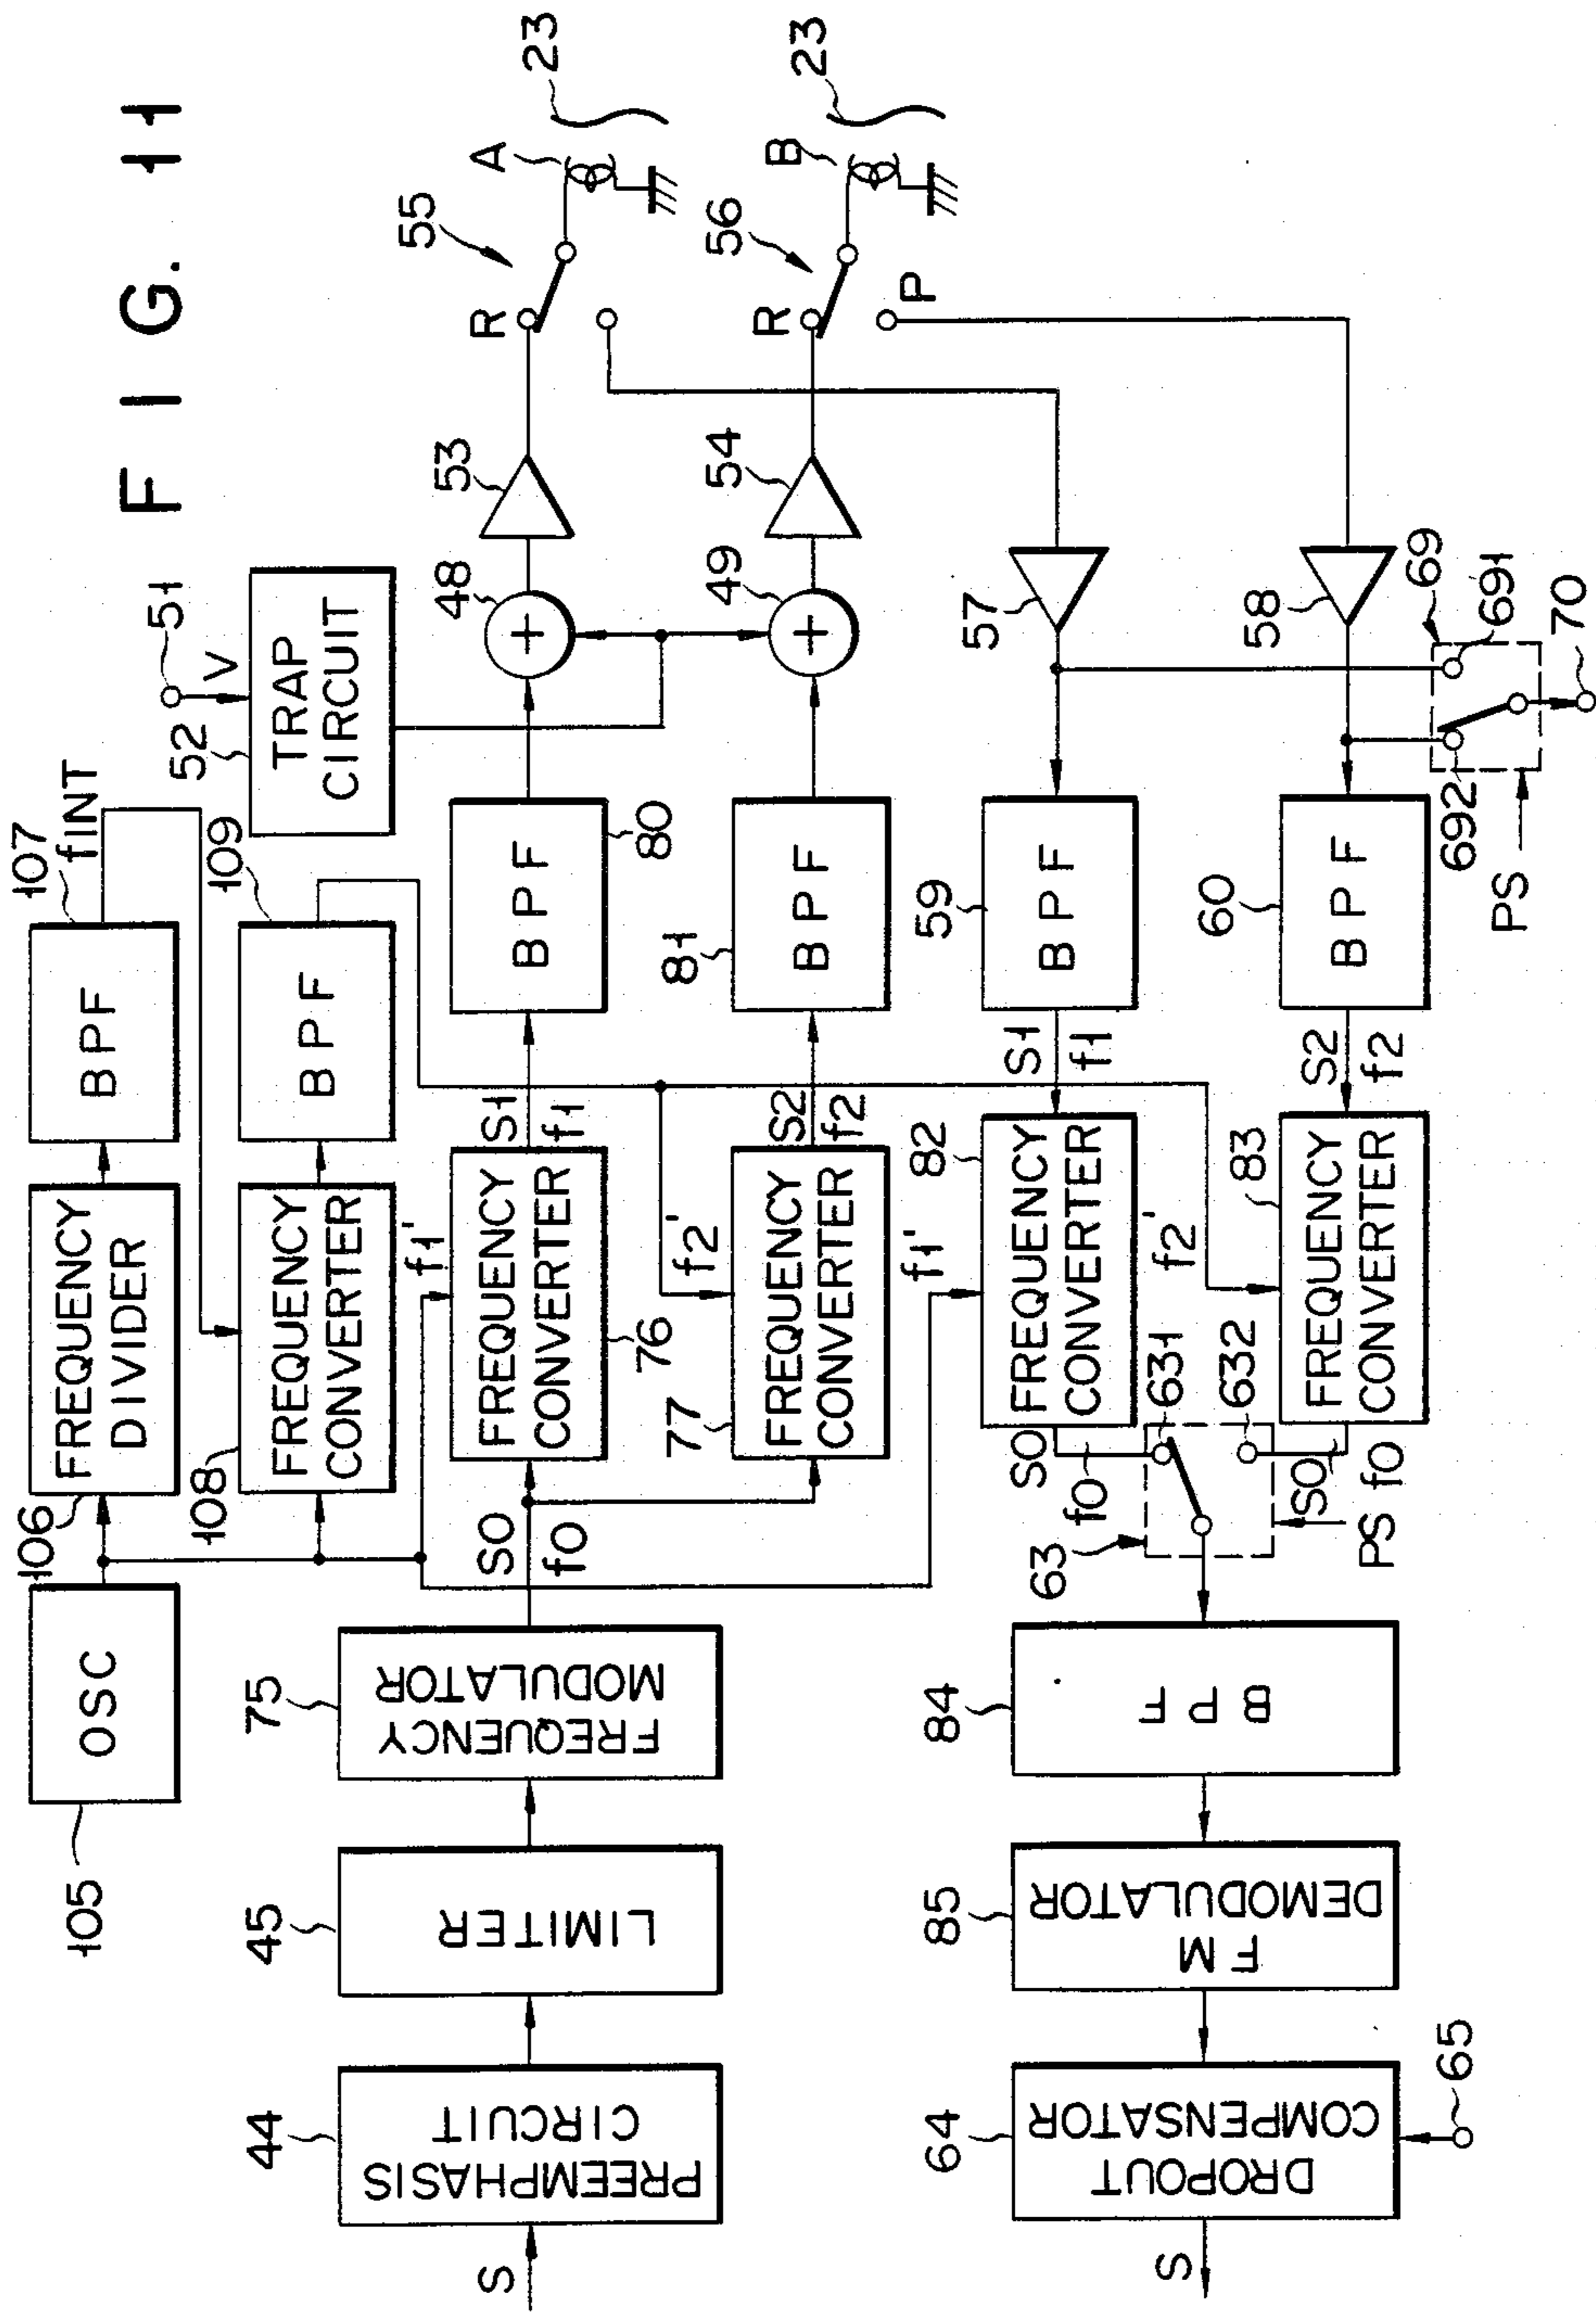 FIG. 11
105
OSC
106
FREQUENCY
DIVIDER
107
BPF
fINT
108
FREQUENCY
CONVERTER
109
BPF
51
V
52
TRAP
CIRCUIT
S
44
PREEMPHASIS
CIRCUIT
45
LIMITER
75
FREQUENCY
MODULATOR
S0
f0
f1'
FREQUENCY
CONVERTER
76
S1
f1
BPF
80
48
+
53
R
55
A
23
f2'
77
FREQUENCY
CONVERTER
S2
f2
81
BPF
49
+
54
R
56
P
B
23
57
59
BPF
S1
f1
f1'
82
FREQUENCY
CONVERTER
S0
f0
631
58
60
BPF
S2
f2
f2'
83
FREQUENCY
CONVERTER
S0
f0
632
63
PS
69
691
692
PS
70
84
BPF
85
FM
DEMODULATOR
64
DROPOUT
COMPENSATOR
65
S